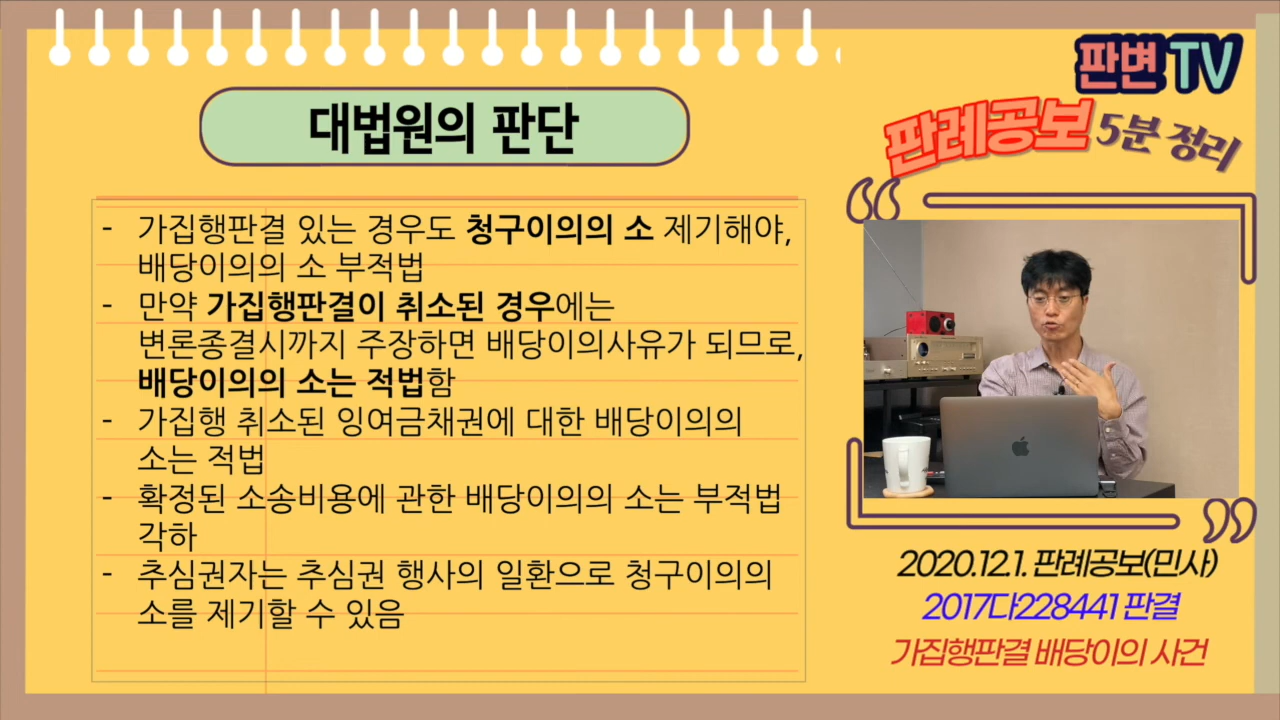 대법원의 판단
- 가집행판결 있는 경우도 청구이의의 소 제기해야,
배당이의의 소 부적법
- 만약 가집행판결이 취소된 경우에는
변론종결시까지 주장하면 배당이의사유가 되므로,
배당이의의 소는 적법함
- 가집행 취소된 잉여금채권에 대한 배당이의의
소는 적법
- 확정된 소송비용에 관한 배당이의의 소는 부적법
각하
- 추심권자는 추심권 행사의 일환으로 청구이의의
소를 제기할 수 있음
판변 TV
판례공보 5분 정리
2020.12.1. 판례공보(민사)
2017다228441 판결
가집행판결 배당이의 사건